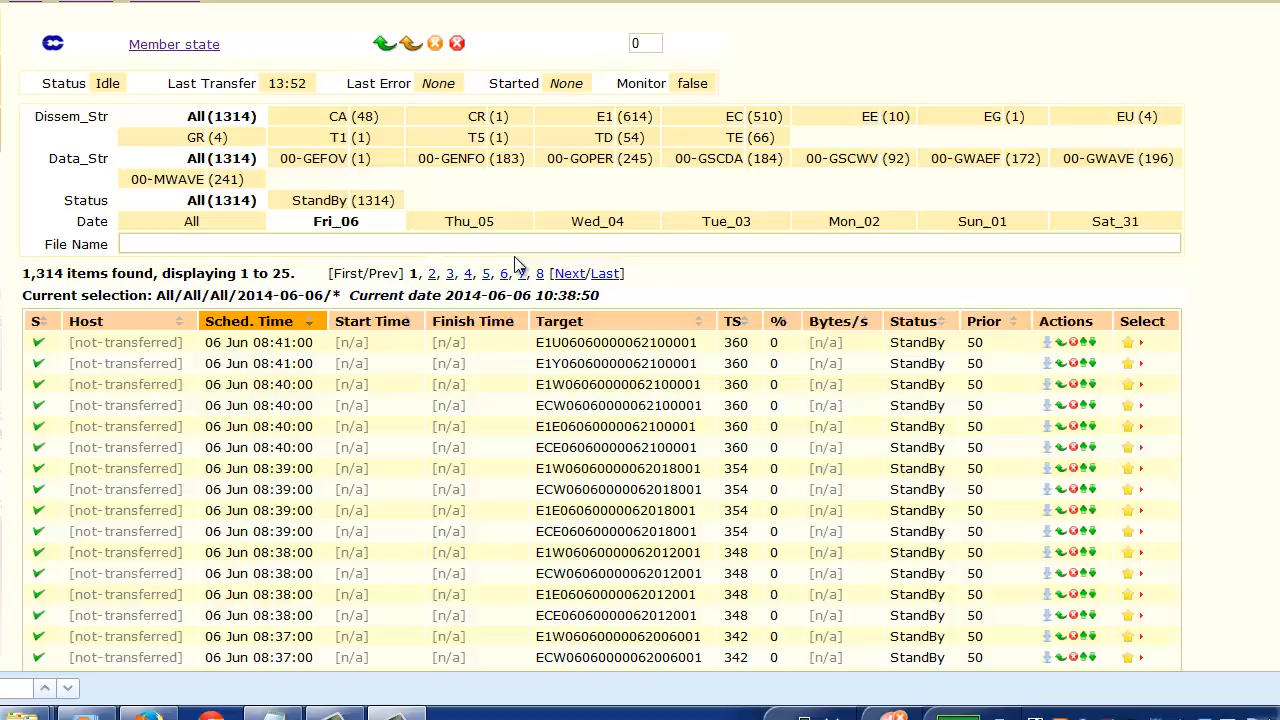 Member state 0
Status Idle Last Transfer 13:52 Last Error None Started None Monitor false
Dissem_Str All (1314) CA (48) CR (1) E1 (614) EC (510) EE (10) EG (1) EU (4)
GR (4) T1 (1) T5 (1) TD (54) TE (66)
Data_Str All (1314) 00-GEFOV (1) 00-GENFO (183) 00-GOPER (245) 00-GSCDA (184) 00-GSCWV (92) 00-GWAEF (172) 00-GWAVE (196)
00-MWAVE (241)
Status All (1314) StandBy (1314)
Date All Fri_06 Thu_05 Wed_04 Tue_03 Mon_02 Sun_01 Sat_31
File Name
1,314 items found, displaying 1 to 25. [First/Prev] 1, 2, 3, 4, 5, 6, 7, 8 [Next/Last]
Current selection: All/All/All/2014-06-06/* Current date 2014-06-06 10:38:50
S Host Sched. Time Start Time Finish Time Target TS % Bytes/s Status Prior Actions Select
[not-transferred] 06 Jun 08:41:00 [n/a] [n/a] E1U06060000062100001 360 0 [n/a] StandBy 50
[not-transferred] 06 Jun 08:41:00 [n/a] [n/a] E1Y06060000062100001 360 0 [n/a] StandBy 50
[not-transferred] 06 Jun 08:40:00 [n/a] [n/a] E1W06060000062100001 360 0 [n/a] StandBy 50
[not-transferred] 06 Jun 08:40:00 [n/a] [n/a] ECW06060000062100001 360 0 [n/a] StandBy 50
[not-transferred] 06 Jun 08:40:00 [n/a] [n/a] E1E06060000062100001 360 0 [n/a] StandBy 50
[not-transferred] 06 Jun 08:40:00 [n/a] [n/a] ECE06060000062100001 360 0 [n/a] StandBy 50
[not-transferred] 06 Jun 08:39:00 [n/a] [n/a] E1W06060000062018001 354 0 [n/a] StandBy 50
[not-transferred] 06 Jun 08:39:00 [n/a] [n/a] ECW06060000062018001 354 0 [n/a] StandBy 50
[not-transferred] 06 Jun 08:39:00 [n/a] [n/a] E1E06060000062018001 354 0 [n/a] StandBy 50
[not-transferred] 06 Jun 08:39:00 [n/a] [n/a] ECE06060000062018001 354 0 [n/a] StandBy 50
[not-transferred] 06 Jun 08:38:00 [n/a] [n/a] E1W06060000062012001 348 0 [n/a] StandBy 50
[not-transferred] 06 Jun 08:38:00 [n/a] [n/a] ECW06060000062012001 348 0 [n/a] StandBy 50
[not-transferred] 06 Jun 08:38:00 [n/a] [n/a] E1E06060000062012001 348 0 [n/a] StandBy 50
[not-transferred] 06 Jun 08:38:00 [n/a] [n/a] ECE06060000062012001 348 0 [n/a] StandBy 50
[not-transferred] 06 Jun 08:37:00 [n/a] [n/a] E1W06060000062006001 342 0 [n/a] StandBy 50
[not-transferred] 06 Jun 08:37:00 [n/a] [n/a] ECW06060000062006001 342 0 [n/a] StandBy 50